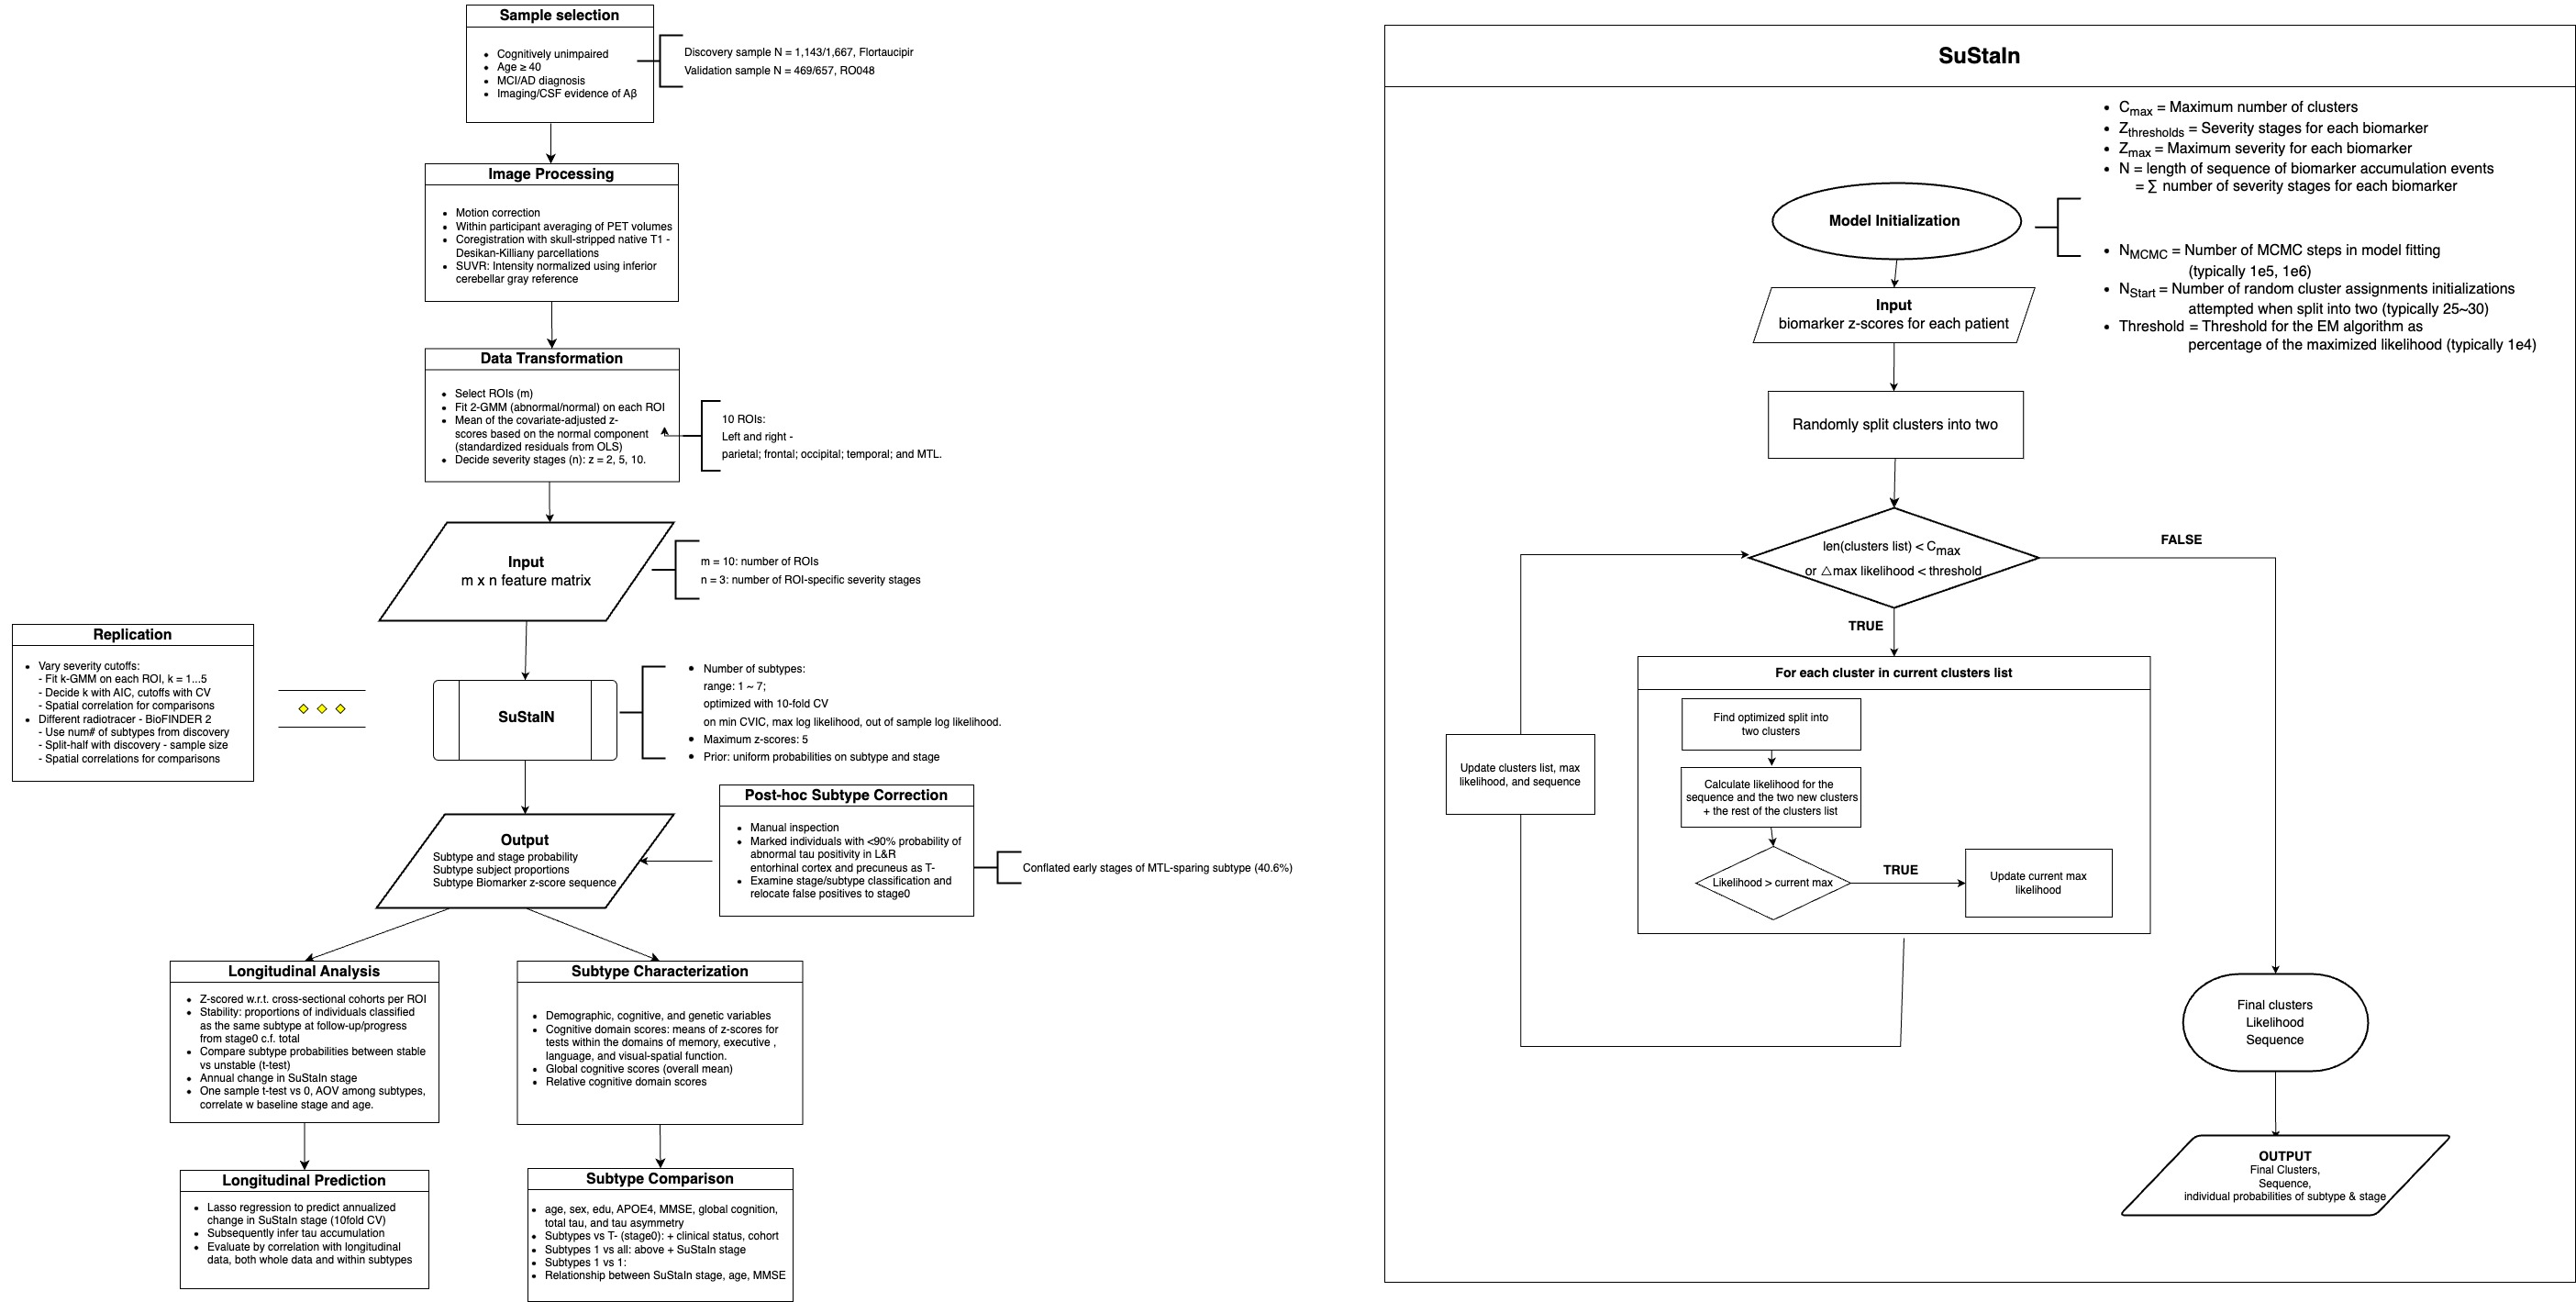 Sample selection
Cognitively unimpaired
Age ≥ 40
MCI/AD diagnosis
Imaging/CSF evidence of Aβ
Discovery sample N = 1,143/1,667, Flortaucipir
Validation sample N = 469/657, RO048
Image Processing
Motion correction
Within participant averaging of PET volumes
Coregistration with skull-stripped native T1 -
Desikan-Killiany parcellations
SUVR: Intensity normalized using inferior
cerebellar gray reference
Data Transformation
Select ROIs (m)
Fit 2-GMM (abnormal/normal) on each ROI
Mean of the covariate-adjusted z-
scores based on the normal component
(standardized residuals from OLS)
Decide severity stages (n): z = 2, 5, 10.
10 ROIs:
Left and right -
parietal; frontal; occipital; temporal; and MTL.
Input
m x n feature matrix
m = 10: number of ROIs
n = 3: number of ROI-specific severity stages
Replication
Vary severity cutoffs:
- Fit k-GMM on each ROI, k = 1...5
- Decide k with AIC, cutoffs with CV
- Spatial correlation for comparisons
Different radiotracer - BioFINDER 2
- Use num# of subtypes from discovery
- Split-half with discovery - sample size
- Spatial correlations for comparisons
SuStaIN
Number of subtypes:
range: 1 ~ 7;
optimized with 10-fold CV
on min CVIC, max log likelihood, out of sample log likelihood.
Maximum z-scores: 5
Prior: uniform probabilities on subtype and stage
Output
Subtype and stage probability
Subtype subject proportions
Subtype Biomarker z-score sequence
Post-hoc Subtype Correction
Manual inspection
Marked individuals with <90% probability of
abnormal tau positivity in L&R
entorhinal cortex and precuneus as T-
Examine stage/subtype classification and
relocate false positives to stage0
Conflated early stages of MTL-sparing subtype (40.6%)
Longitudinal Analysis
Z-scored w.r.t. cross-sectional cohorts per ROI
Stability: proportions of individuals classified
as the same subtype at follow-up/progress
from stage0 c.f. total
Compare subtype probabilities between stable
vs unstable (t-test)
Annual change in SuStaIn stage
One sample t-test vs 0, AOV among subtypes,
correlate w baseline stage and age.
Subtype Characterization
Demographic, cognitive, and genetic variables
Cognitive domain scores: means of z-scores for
tests within the domains of memory, executive ,
language, and visual-spatial function.
Global cognitive scores (overall mean)
Relative cognitive domain scores
Longitudinal Prediction
Lasso regression to predict annualized
change in SuStaIn stage (10fold CV)
Subsequently infer tau accumulation
Evaluate by correlation with longitudinal
data, both whole data and within subtypes
Subtype Comparison
age, sex, edu, APOE4, MMSE, global cognition,
total tau, and tau asymmetry
Subtypes vs T- (stage0): + clinical status, cohort
Subtypes 1 vs all: above + SuStaIn stage
Subtypes 1 vs 1:
Relationship between SuStaIn stage, age, MMSE
SuStaIn
Cmax = Maximum number of clusters
Zthresholds = Severity stages for each biomarker
Zmax = Maximum severity for each biomarker
N = length of sequence of biomarker accumulation events
= ∑ number of severity stages for each biomarker
NMCMC = Number of MCMC steps in model fitting
(typically 1e5, 1e6)
NStart = Number of random cluster assignments initializations
attempted when split into two (typically 25~30)
Threshold = Threshold for the EM algorithm as
percentage of the maximized likelihood (typically 1e4)
Model Initialization
Input
biomarker z-scores for each patient
Randomly split clusters into two
len(clusters list) < Cmax
or △max likelihood < threshold
FALSE
TRUE
For each cluster in current clusters list
Find optimized split into
two clusters
Calculate likelihood for the
sequence and the two new clusters
+ the rest of the clusters list
Likelihood > current max
TRUE
Update current max
likelihood
Update clusters list, max
likelihood, and sequence
Final clusters
Likelihood
Sequence
OUTPUT
Final Clusters,
Sequence,
individual probabilities of subtype & stage